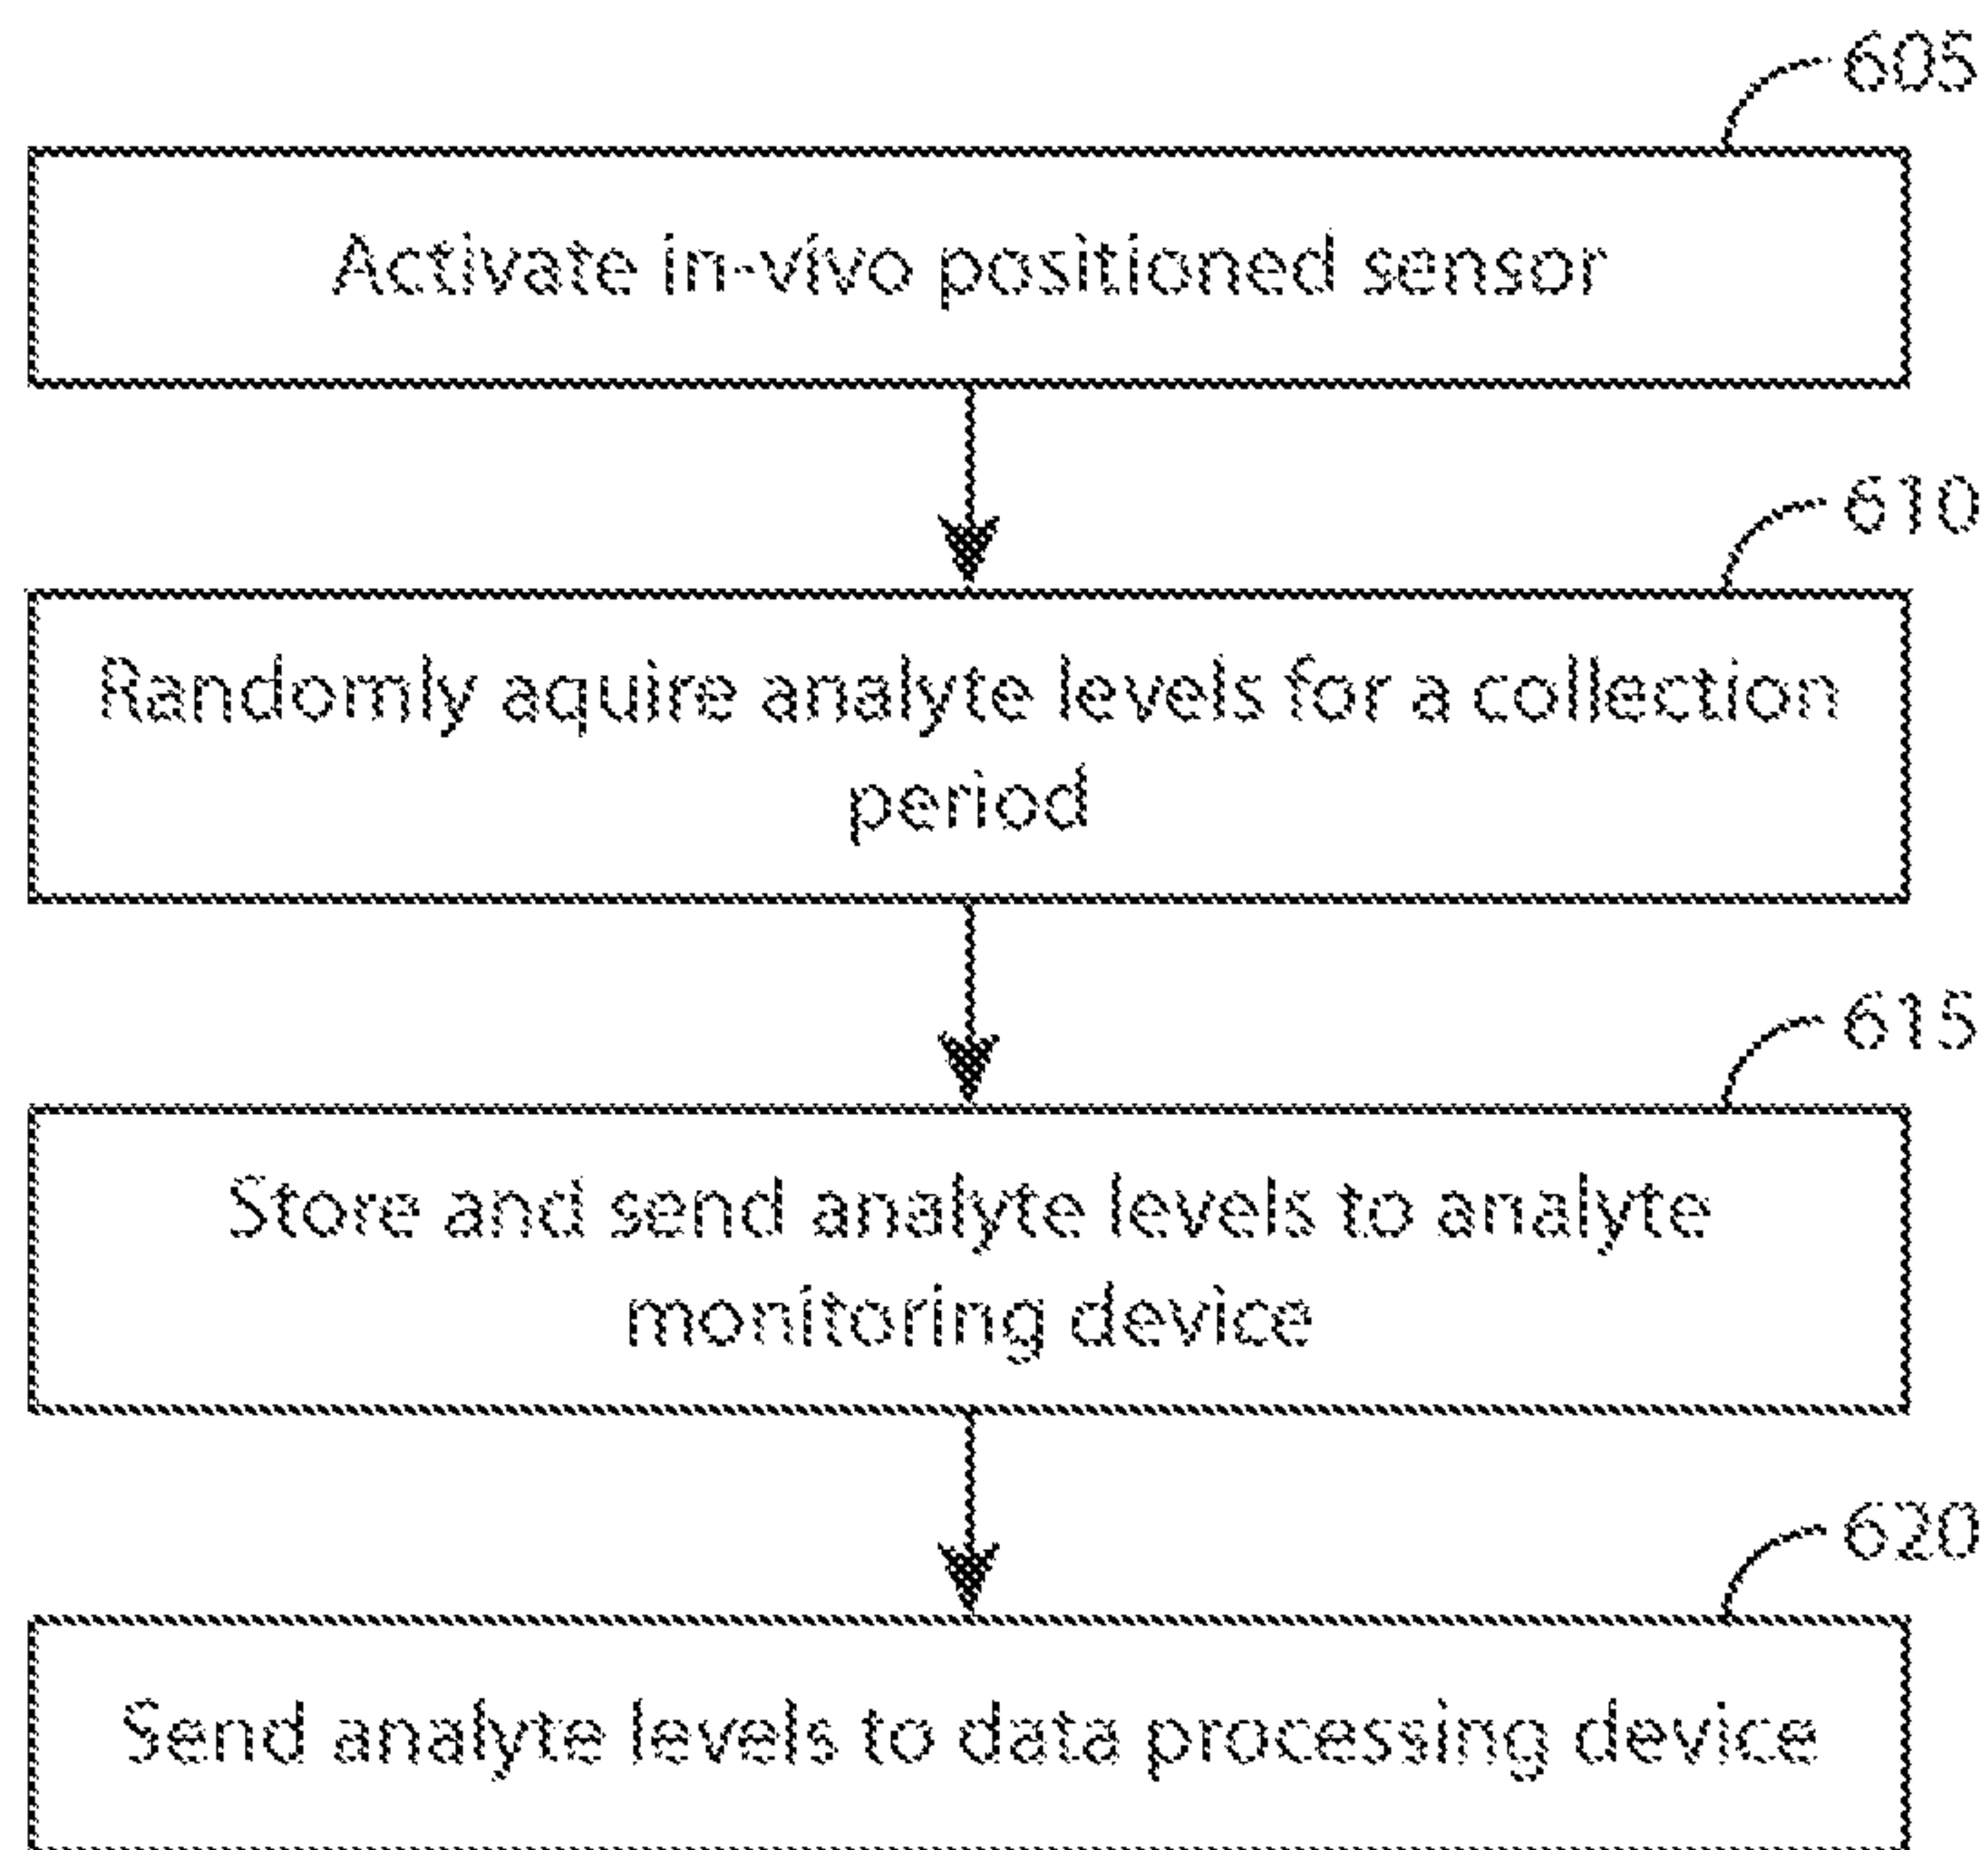 605
Activate in-vivo positioned sensor
610
Randomly aquire analyte levels for a collection
period
615
Store and send analyte levels to analyte
monitoring device
620
Send analyte levels to data processing device